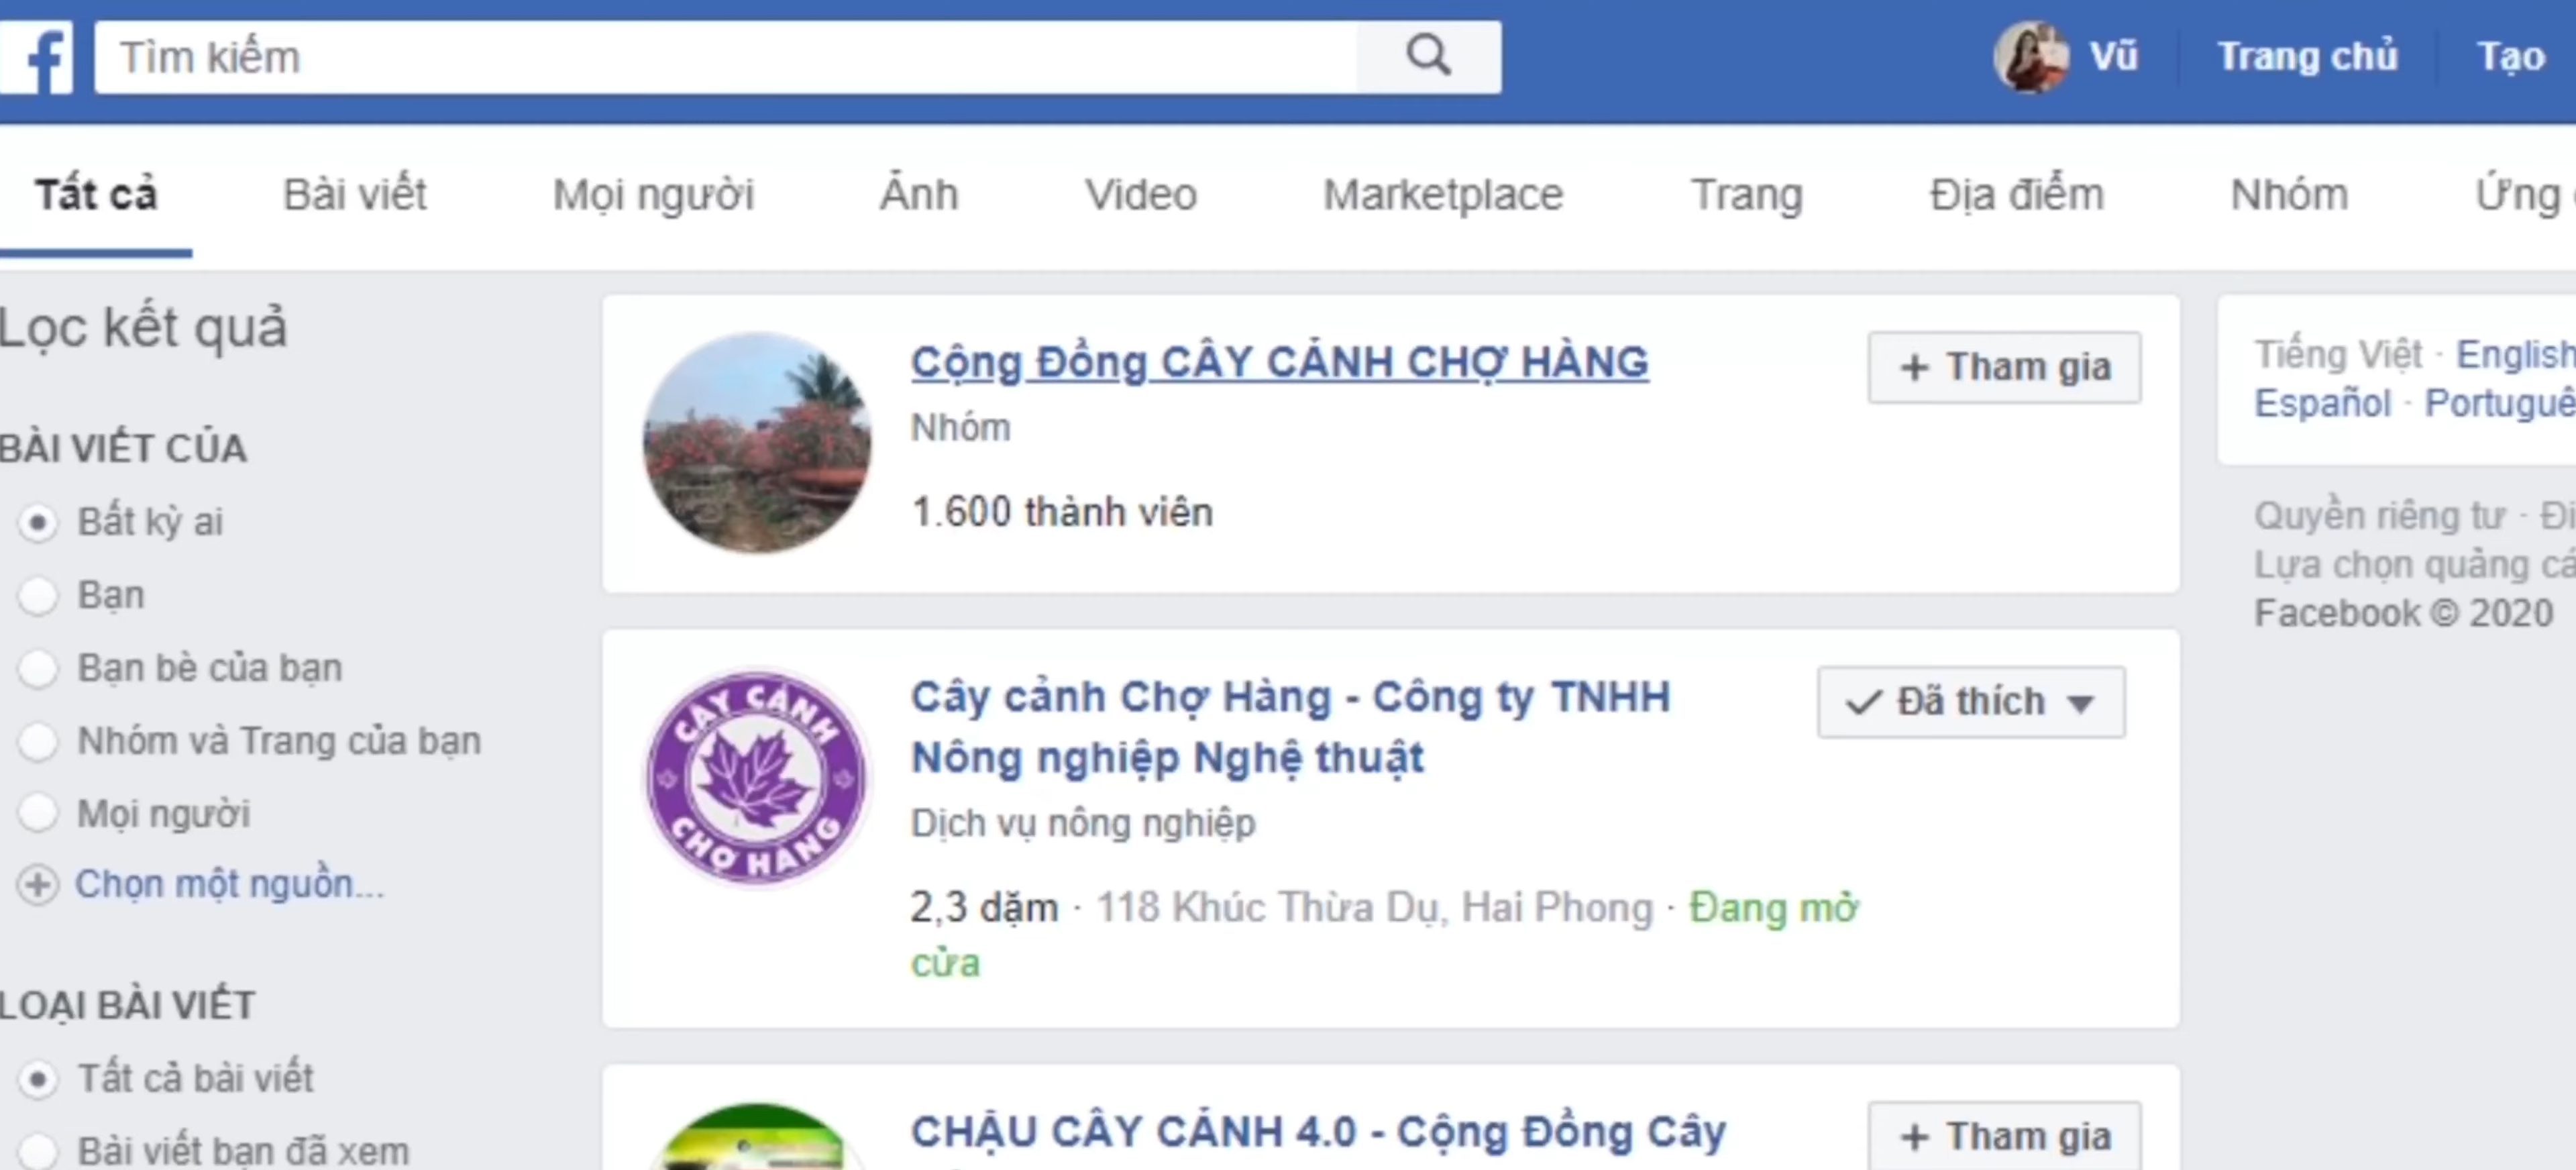 f
Tìm kiếm
Vũ
Trang chủ
Tạo
Tất cả
Bài viết
Mọi người
Ảnh
Video
Marketplace
Trang
Địa điểm
Nhóm
Ứng
Lọc kết quả
BÀI VIẾT CỦA
Bất kỳ ai
Bạn
Bạn bè của bạn
Nhóm và Trang của bạn
Mọi người
Chọn một nguồn...
LOẠI BÀI VIẾT
Tất cả bài viết
Bài viết bạn đã xem
Cộng Đồng CÂY CẢNH CHỢ HÀNG
+ Tham gia
Nhóm
1.600 thành viên
CÂY CẢNH
CHỢ HÀNG
Cây cảnh Chợ Hàng - Công ty TNHH
Nông nghiệp Nghệ thuật
Đã thích
Dịch vụ nông nghiệp
2,3 dặm · 118 Khúc Thừa Dụ, Hai Phong · Đang mở
cửa
CHẬU CÂY CẢNH 4.0 - Cộng Đồng Cây
+ Tham gia
Tiếng Việt · English
Español · Portuguê
Quyền riêng tư · Đi
Lựa chọn quảng cá
Facebook © 2020